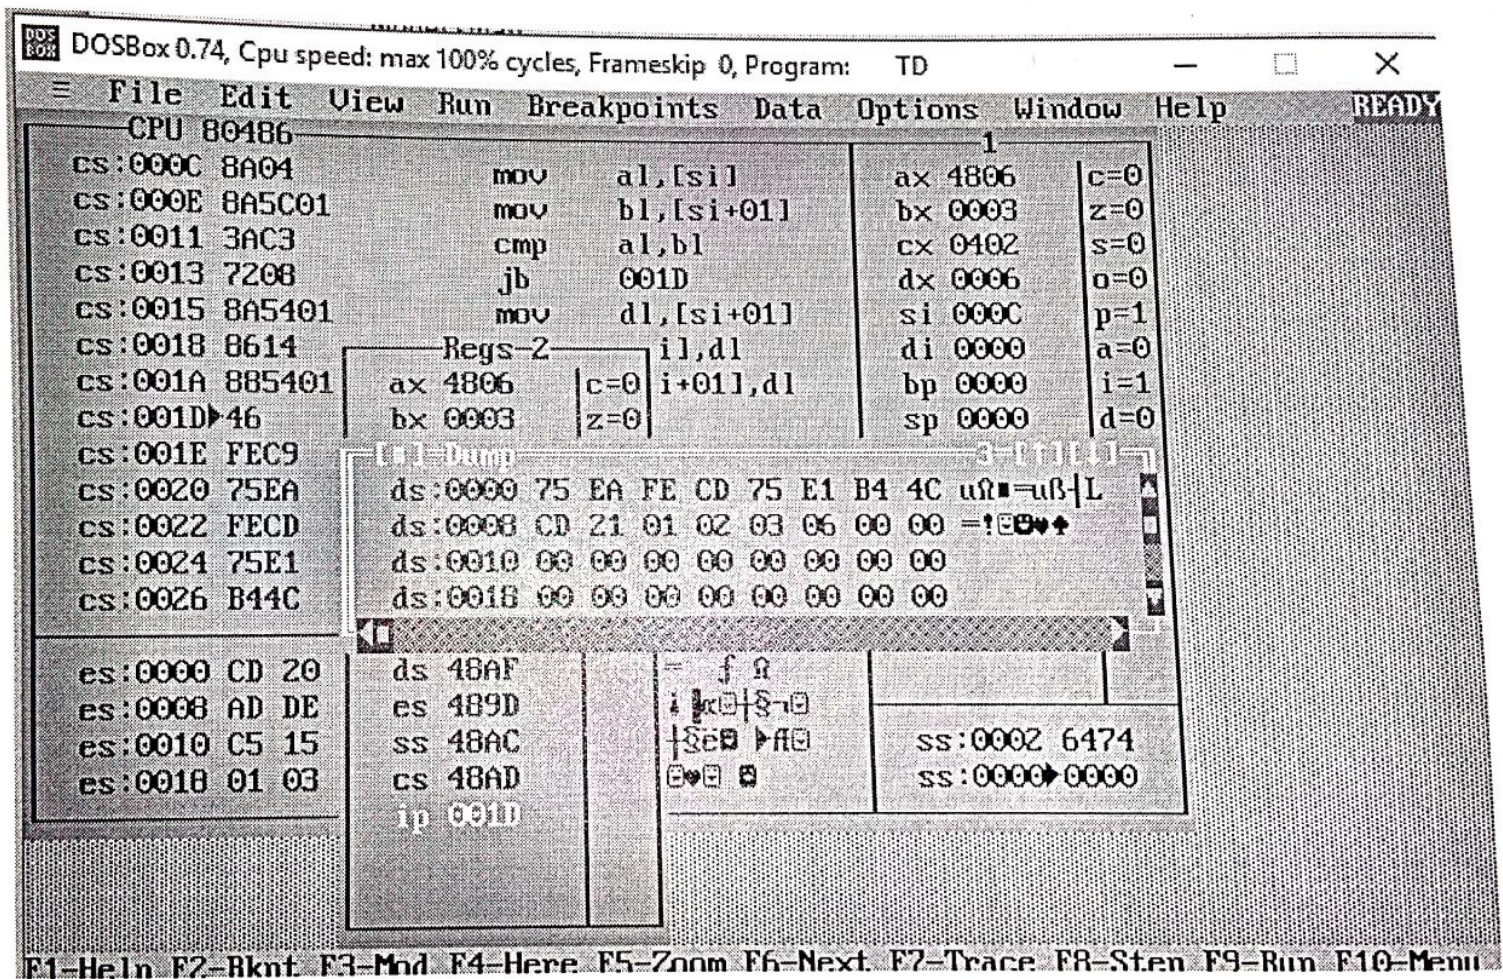 DOSBox 0.74, Cpu speed: max 100% cycles, Frameskip 0, Program: TD
≡ File Edit View Run Breakpoints Data Options Window Help READY
CPU 80486 1
cs:000C 8A04 mov al,[si] ax 4806 c=0
cs:000E 8A5C01 mov bl,[si+01] bx 0003 z=0
cs:0011 3AC3 cmp al,bl cx 0402 s=0
cs:0013 7208 jb 001D dx 0006 o=0
cs:0015 8A5401 mov dl,[si+01] si 000C p=1
cs:0018 8614 Regs-2 i],dl di 0000 a=0
cs:001A 885401 ax 4806 c=0 i+01],dl bp 0000 i=1
cs:001D►46 bx 0003 z=0 sp 0000 d=0
cs:001E FEC9 [■]-Dump 3-[↑][↓]
cs:0020 75EA ds:0000 75 EA FE CD 75 E1 B4 4C uΩ■═uß┤L
cs:0022 FECD ds:0008 CD 21 01 02 03 06 00 00 =!☺☻♥♠
cs:0024 75E1 ds:0010 00 00 00 00 00 00 00 00
cs:0026 B44C ds:0018 00 00 00 00 00 00 00 00
es:0000 CD 20 ds 48AF = ƒ Ω
es:0008 AD DE es 489D
es:0010 C5 15 ss 48AC ss:0002 6474
es:0018 01 03 cs 48AD ss:0000►0000
ip 001D
F1-Help F2-Bkpt F3-Mod F4-Here F5-Zoom F6-Next F7-Trace F8-Step F9-Run F10-Menu